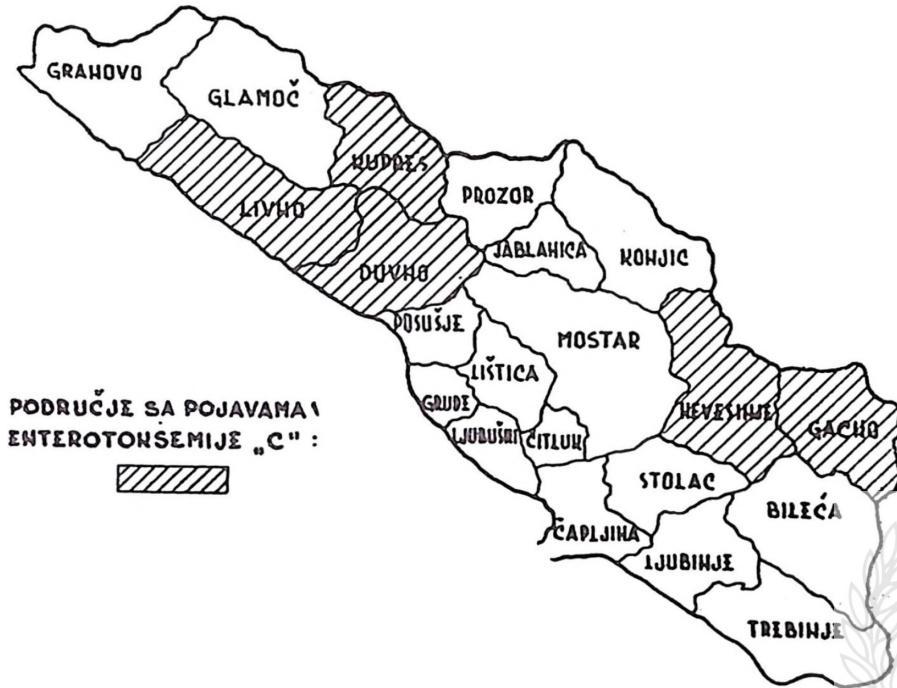 GRAHOVO
GLAMOČ
KUPRES
PROZOR
LIVNO
JABLANICA
KONJIC
DUVNO
POSUŠJE
MOSTAR
LIŠTICA
GRUDE
NEVESINJE
GACKO
LJUBUŠKI
ČITLUK
PODRUČJE SA POJAVAMA
ENTEROTOKSEMIJE „C" :
STOLAC
BILEĆA
ČAPLJINA
LJUBINJE
TREBINJE